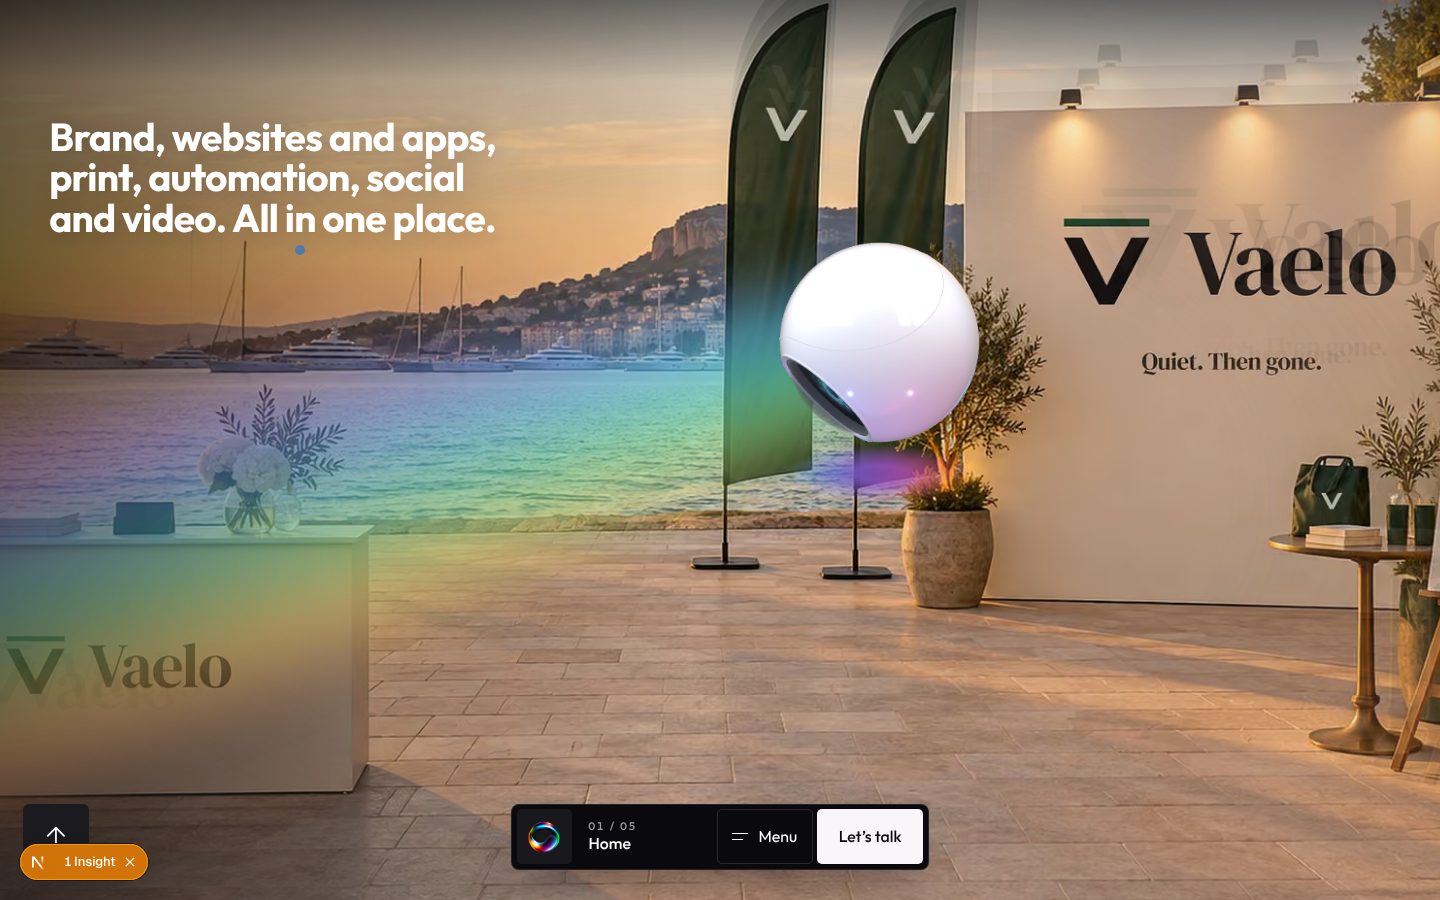 Brand, websites and apps,
print, automation, social
and video. All in one place.
Vaelo
Quiet. Then gone.
Vaelo
01 / 05
Home
Menu
Let's talk
1 Insight